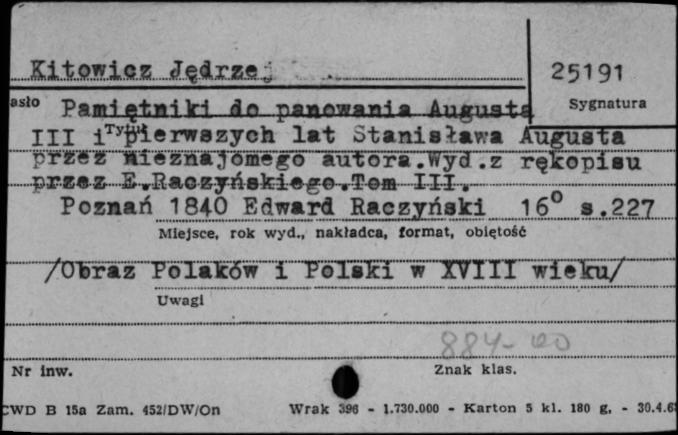 Kitowicz Jędrzej
25191
asło
Sygnatura
Pamiętniki do panowania Augusta
III i pierwszych lat Stanisława Augusta
Tytuł
przez nieznajomego autora.Wyd.z rękopisu
przez E.Raczyńskiego.Tom III.
Poznań 1840 Edward Raczyński 16° s.227
Miejsce, rok wyd., nakładca, format, objętość
/Obraz Polaków i Polski w XVIII wieku/
Uwagi
884-
Nr inw.
Znak klas.
CWD B 15a Zam. 452/DW/On Wrak 396 - 1.730.000 - Karton 5 kl. 180 g. - 30.4.6